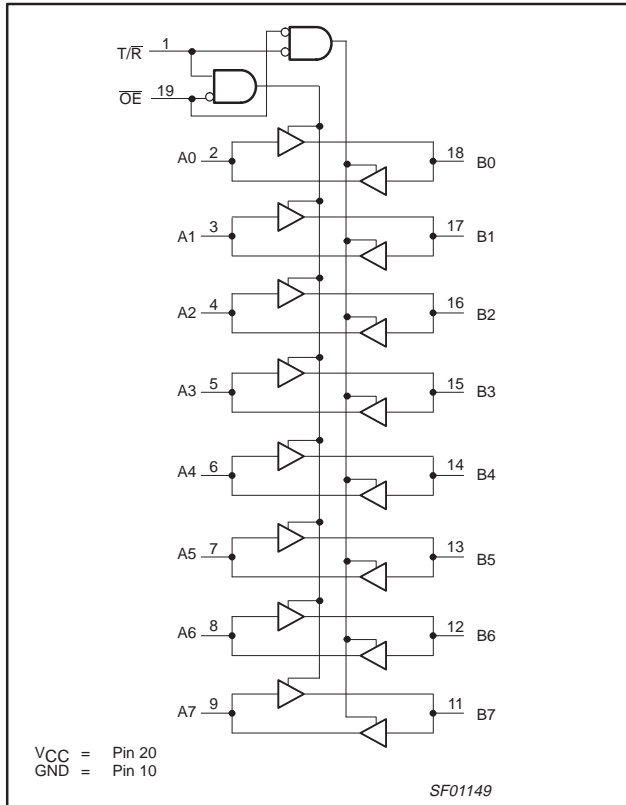 T/R̅ 1
O̅E̅ 19
A0 2 18 B0
A1 3 17 B1
A2 4 16 B2
A3 5 15 B3
A4 6 14 B4
A5 7 13 B5
A6 8 12 B6
A7 9 11 B7
VCC = Pin 20
GND = Pin 10
SF01149